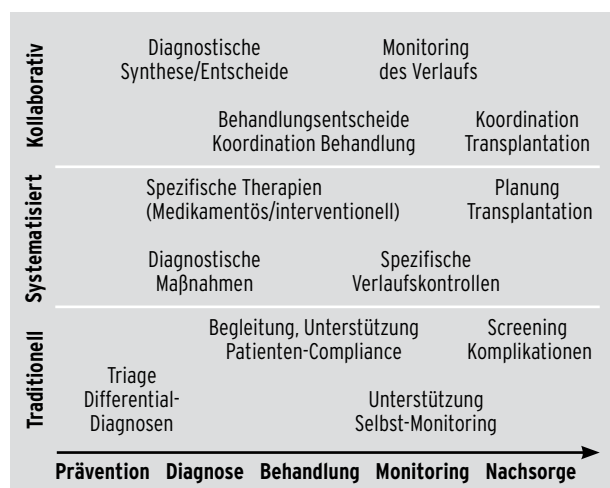 Kollaborativ
Diagnostische
Synthese/Entscheide
Monitoring
des Verlaufs
Behandlungsentscheide
Koordination Behandlung
Koordination
Transplantation
Systematisiert
Spezifische Therapien
(Medikamentös/interventionell)
Planung
Transplantation
Diagnostische
Maßnahmen
Spezifische
Verlaufskontrollen
Traditionell
Begleitung, Unterstützung
Patienten-Compliance
Screening
Komplikationen
Triage
Differential-
Diagnosen
Unterstützung
Selbst-Monitoring
Prävention Diagnose Behandlung Monitoring Nachsorge